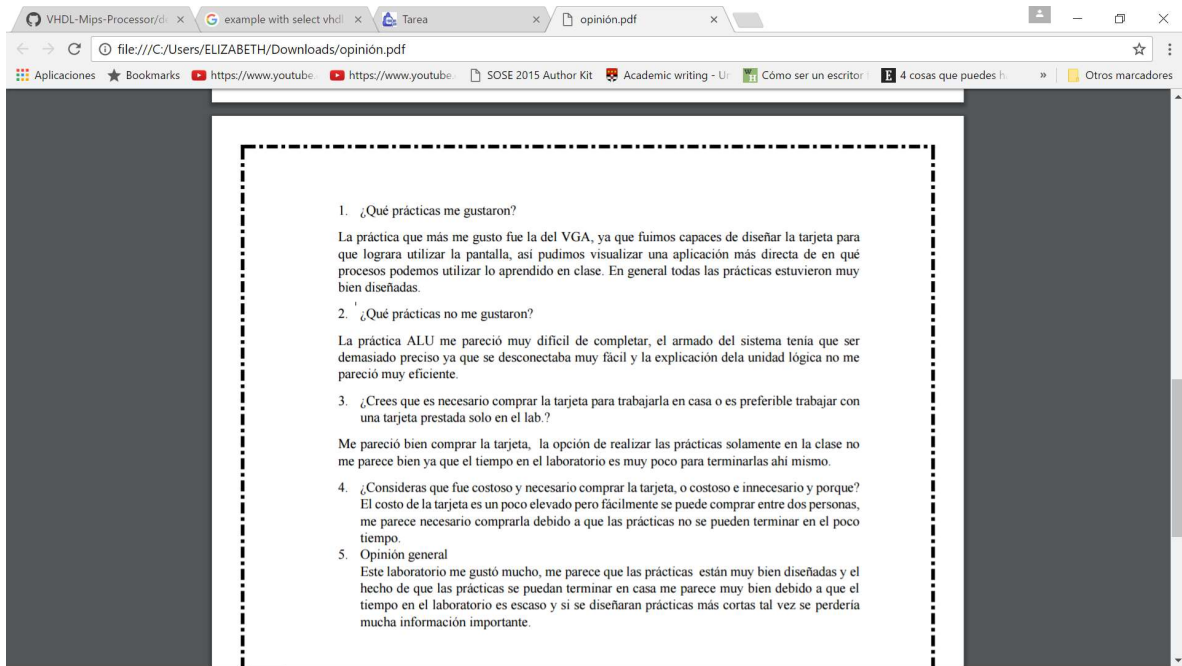 VHDL-Mips-Processor/d
example with select vhdl
Tarea
opinión.pdf
file:///C:/Users/ELIZABETH/Downloads/opinión.pdf
Aplicaciones
Bookmarks
https://www.youtube.
https://www.youtube.
SOSE 2015 Author Kit
Academic writing - Un
Cómo ser un escritor
4 cosas que puedes h
»
Otros marcadores
1. ¿Qué prácticas me gustaron?
La práctica que más me gusto fue la del VGA, ya que fuimos capaces de diseñar la tarjeta para
que lograra utilizar la pantalla, así pudimos visualizar una aplicación más directa de en qué
procesos podemos utilizar lo aprendido en clase. En general todas las prácticas estuvieron muy
bien diseñadas.
2. ¿Qué prácticas no me gustaron?
La práctica ALU me pareció muy difícil de completar, el armado del sistema tenía que ser
demasiado preciso ya que se desconectaba muy fácil y la explicación dela unidad lógica no me
pareció muy eficiente.
3. ¿Crees que es necesario comprar la tarjeta para trabajarla en casa o es preferible trabajar con
una tarjeta prestada solo en el lab.?
Me pareció bien comprar la tarjeta, la opción de realizar las prácticas solamente en la clase no
me parece bien ya que el tiempo en el laboratorio es muy poco para terminarlas ahí mismo.
4. ¿Consideras que fue costoso y necesario comprar la tarjeta, o costoso e innecesario y porque?
El costo de la tarjeta es un poco elevado pero fácilmente se puede comprar entre dos personas,
me parece necesario comprarla debido a que las prácticas no se pueden terminar en el poco
tiempo.
5. Opinión general
Este laboratorio me gustó mucho, me parece que las prácticas están muy bien diseñadas y el
hecho de que las prácticas se puedan terminar en casa me parece muy bien debido a que el
tiempo en el laboratorio es escaso y si se diseñaran prácticas más cortas tal vez se perdería
mucha información importante.